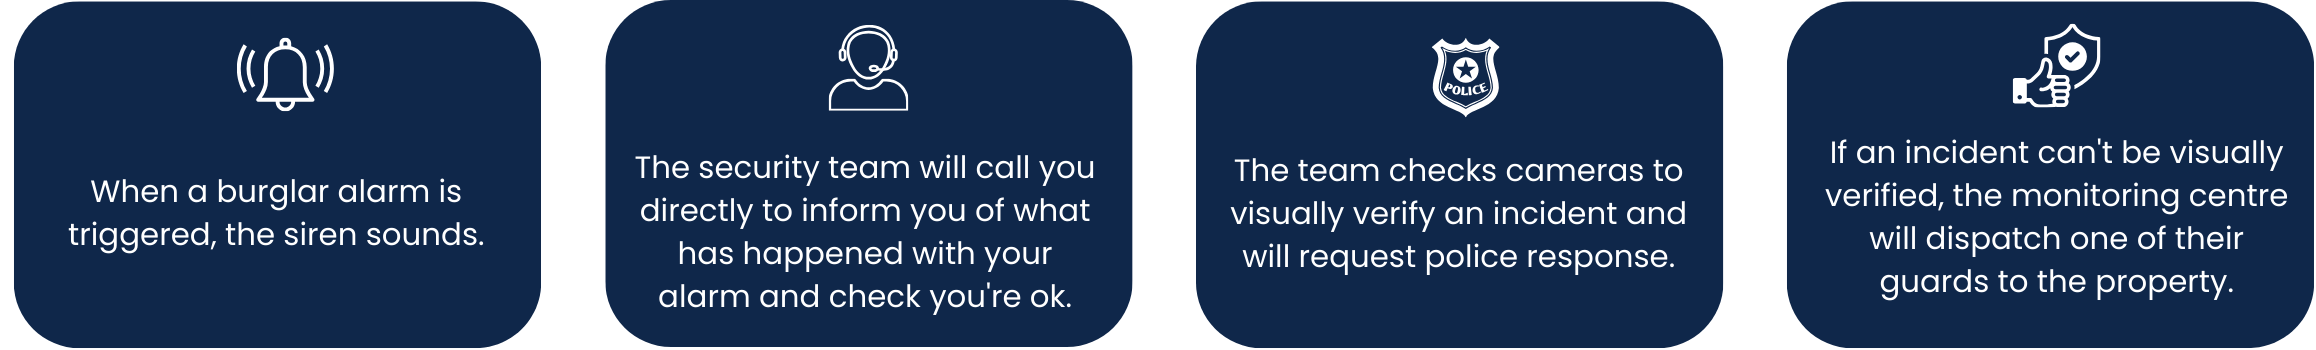 When a burglar alarm is
triggered, the siren sounds.
The security team will call you
directly to inform you of what
has happened with your
alarm and check you're ok.
POLICE
The team checks cameras to
visually verify an incident and
will request police response.
If an incident can't be visually
verified, the monitoring centre
will dispatch one of their
guards to the property.